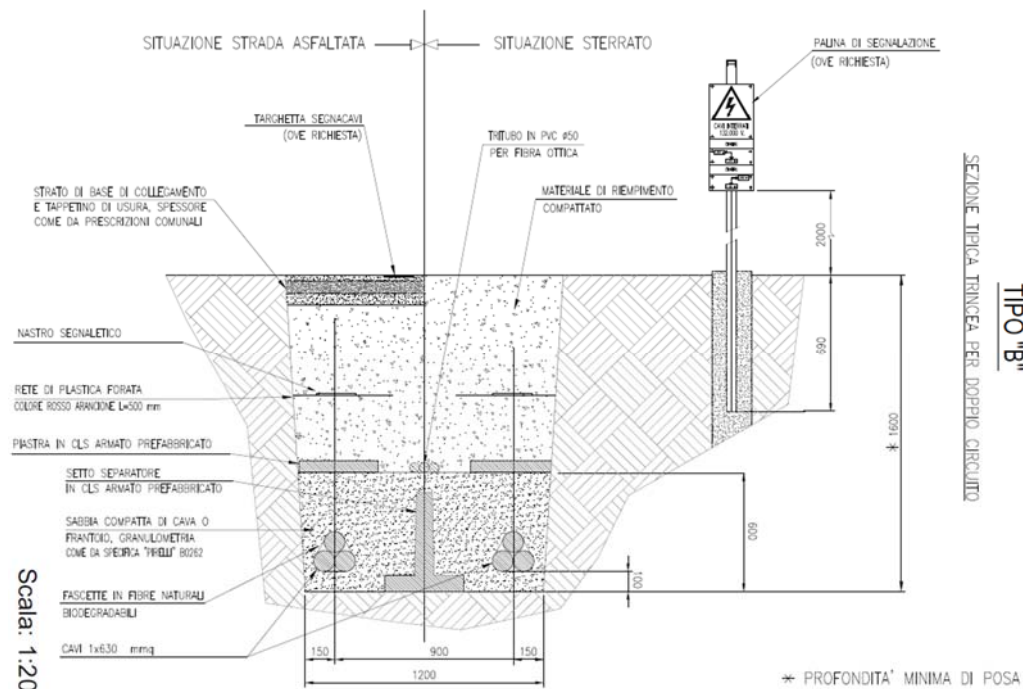 SITUAZIONE STRADA ASFALTATA
SITUAZIONE STERRATO
PALINA DI SEGNALAZIONE
(OVE RICHIESTA)
TARGHETTA SEGNACAVI
(OVE RICHIESTA)
TRITUBO IN PVC ø50
PER FIBRA OTTICA
CAVI INTERRATI
STRATO DI BASE DI COLLEGAMENTO
E TAPPETINO DI USURA, SPESSORE
COME DA PRESCRIZIONI COMUNALI
MATERIALE DI RIEMPIMENTO
COMPATTATO
2000
SEZIONE TIPICA TRINCEA PER DOPPIO CIRCUITO
TIPO "B"
NASTRO SEGNALETICO
690
RETE DI PLASTICA FORATA
COLORE ROSSO ARANCIONE L=500 mm
1600 *
PIASTRA IN CLS ARMATO PREFABBRICATO
SETTO SEPARATORE
IN CLS ARMATO PREFABBRICATO
SABBIA COMPATTA DI CAVA O
FRANTOIO, GRANULOMETRIA
COME DA SPECIFICA "PIRELLI" B0262
600
100
FASCETTE IN FIBRE NATURALI
BIODEGRADABILI
CAVI 1x630 mmq
150
900
150
1200
Scala: 1:20
* PROFONDITA' MINIMA DI POSA